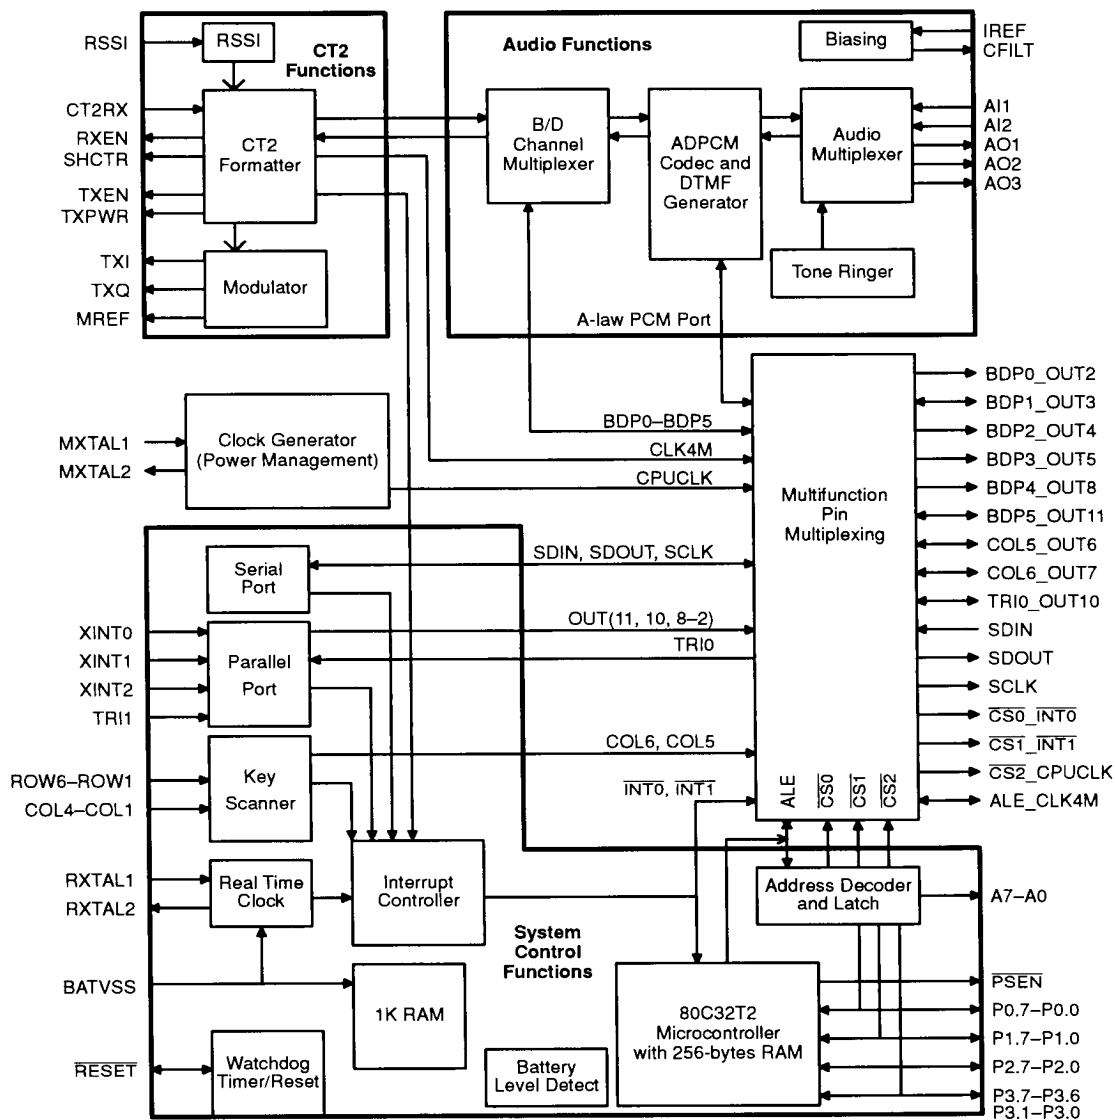 RSSI
RSSI
CT2
Functions
Audio Functions
Biasing
IREF
CFILT
CT2RX
RXEN
SHCTR
TXEN
TXPWR
CT2
Formatter
B/D
Channel
Multiplexer
ADPCM
Codec and
DTMF
Generator
Audio
Multiplexer
AI1
AI2
AO1
AO2
AO3
TXI
TXQ
MREF
Modulator
Tone Ringer
A-law PCM Port
MXTAL1
MXTAL2
Clock Generator
(Power Management)
BDP0–BDP5
CLK4M
CPUCLK
Multifunction
Pin
Multiplexing
BDP0_OUT2
BDP1_OUT3
BDP2_OUT4
BDP3_OUT5
BDP4_OUT8
BDP5_OUT11
COL5_OUT6
COL6_OUT7
TRI0_OUT10
SDIN
SDOUT
SCLK
CS0_INT0
CS1_INT1
CS2_CPUCLK
ALE_CLK4M
Serial
Port
SDIN, SDOUT, SCLK
XINT0
XINT1
XINT2
TRI1
Parallel
Port
OUT(11, 10, 8–2)
TRI0
ROW6–ROW1
COL4–COL1
Key
Scanner
COL6, COL5
INT0, INT1
ALE
CS0
CS1
CS2
RXTAL1
RXTAL2
Real Time
Clock
Interrupt
Controller
Address Decoder
and Latch
A7–A0
System
Control
Functions
BATVSS
1K RAM
80C32T2
Microcontroller
with 256-bytes RAM
PSEN
P0.7–P0.0
P1.7–P1.0
P2.7–P2.0
P3.7–P3.6
P3.1–P3.0
RESET
Watchdog
Timer/Reset
Battery
Level Detect